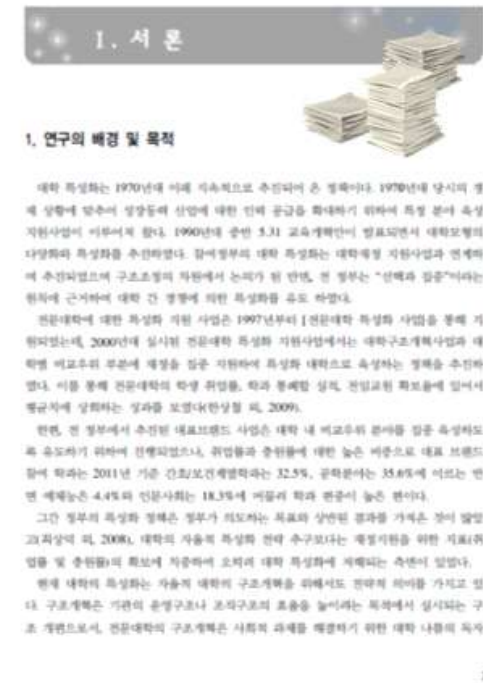 I. 서 론
1. 연구의 배경 및 목적
대학 특성화는 1970년대 이래 지속적으로 추진되어 온 정책이다. 1970년대 당시의 경
제 상황에 맞추어 성장동력 산업에 대한 인력 공급을 확대하기 위하여 특정 분야 육성
지원사업이 이루어져 왔다. 1990년대 중반 5.31 교육개혁안이 발표되면서 대학모형의
다양화와 특성화를 추진하였다. 참여정부의 대학 특성화는 대학재정 지원사업과 연계하
여 추진되었으며 구조조정의 차원에서 논의가 된 반면, 전 정부는 "선택과 집중"이라는
원칙에 근거하여 대학 간 경쟁에 의한 특성화를 유도 하였다.
전문대학에 대한 특성화 지원 사업은 1997년부터 [전문대학 특성화 사업]을 통해 지
원되었는데, 2000년대 실시된 전문대학 특성화 지원사업에서는 대학구조개혁사업과 대
학별 비교우위 부분에 재정을 집중 지원하여 특성화 대학으로 육성하는 정책을 추진하
였다. 이를 통해 전문대학의 학생 취업률, 학과 통폐합 실적, 전임교원 확보율에 있어서
평균치에 상회하는 성과를 보였다(한상철 외, 2009).
한편, 전 정부에서 추진된 대표브랜드 사업은 대학 내 비교우위 분야를 집중 육성하도
록 유도하기 위하여 진행되었으나, 취업률과 충원율에 대한 높은 비중으로 대표 브랜드
참여 학과는 2011년 기준 간호/보건계열학과는 32.5%, 공학분야는 35.6%에 이르는 반
면 예체능은 4.4%와 인문사회는 18.3%에 머물러 학과 편중이 높은 편이다.
그간 정부의 특성화 정책은 정부가 의도하는 목표와 상반된 결과를 가져온 것이 많았
고(최상덕 외, 2008), 대학의 자율적 특성화 전략 추구보다는 재정지원을 위한 지표(취
업률 및 충원율)의 확보에 치중하여 오히려 대학 특성화에 저해되는 측면이 있었다.
현재 대학의 특성화는 자율적 대학의 구조개혁을 위해서도 전략적 의미를 가지고 있
다. 구조개혁은 기관의 운영구조나 조직구조의 효율을 높이려는 목적에서 실시되는 구
조 개편으로서, 전문대학의 구조개혁은 사회적 과제를 해결하기 위한 대학 나름의 독자